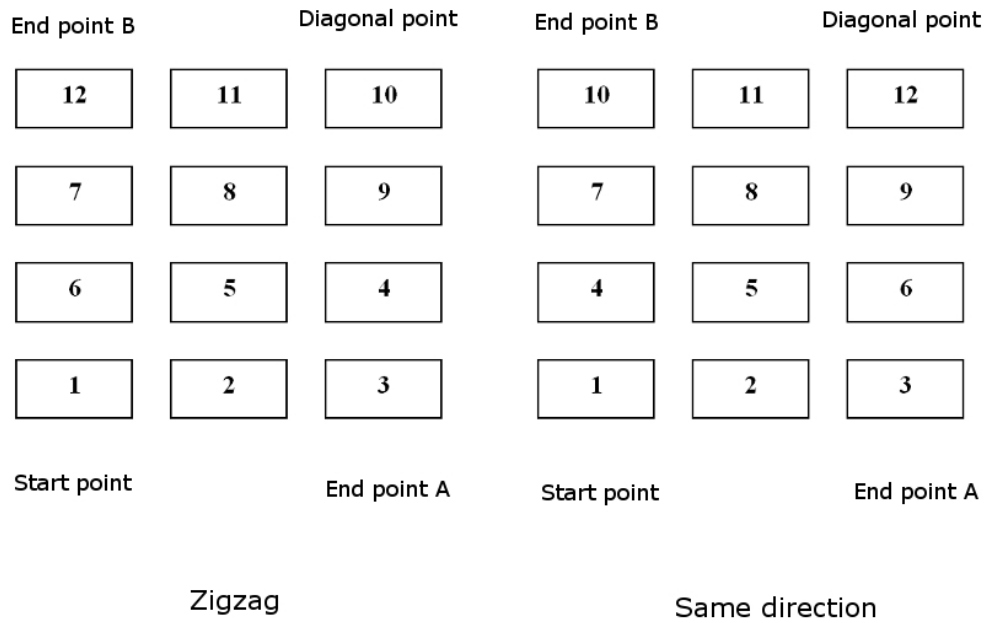 End point B Diagonal point End point B Diagonal point
12 11 10 10 11 12
7 8 9 7 8 9
6 5 4 4 5 6
1 2 3 1 2 3
Start point End point A Start point End point A
Zigzag Same direction